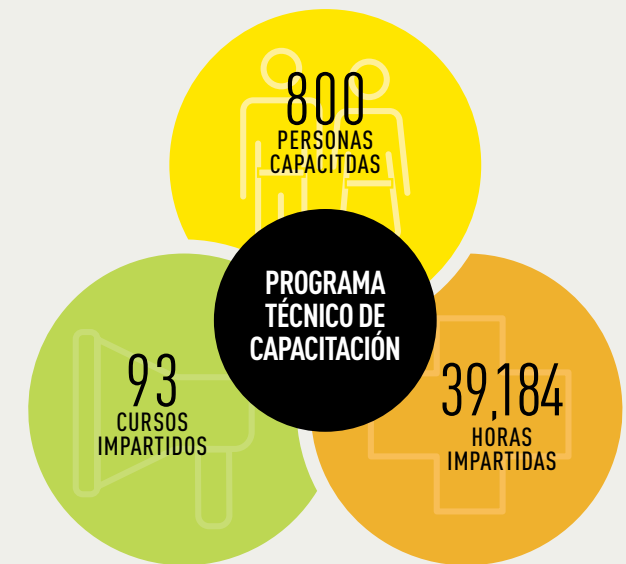 800
PERSONAS
CAPACITDAS
PROGRAMA
TÉCNICO DE
CAPACITACIÓN
93
CURSOS
IMPARTIDOS
39,184
HORAS
IMPARTIDAS